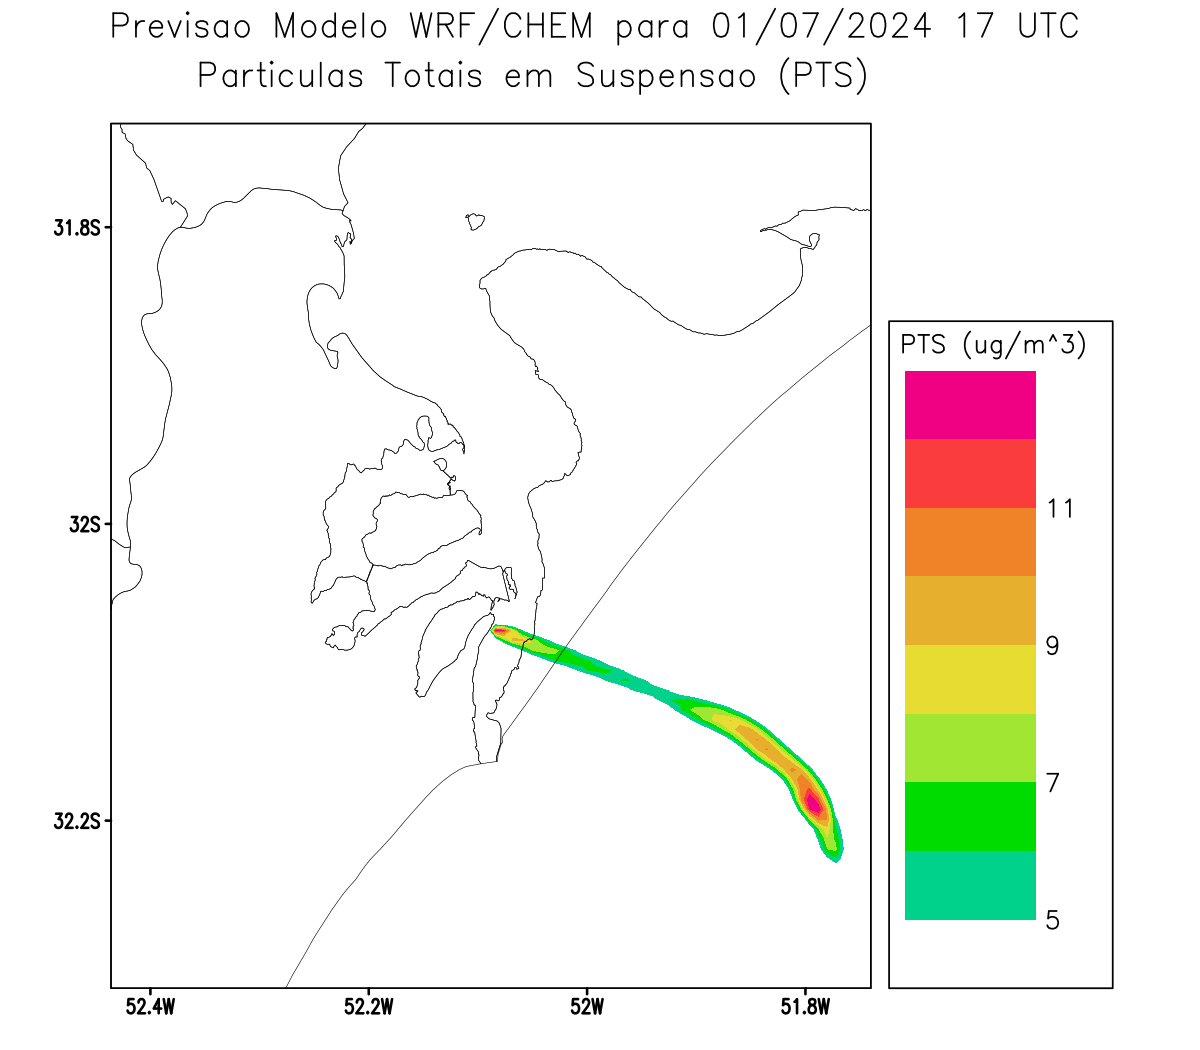 Previsao Modelo WRF/CHEM para 01/07/2024 17 UTC
Particulas Totais em Suspensao (PTS)
31.8S
32S
32.2S
52.4W 52.2W 52W 51.8W
PTS (ug/m^3)
11
9
7
5